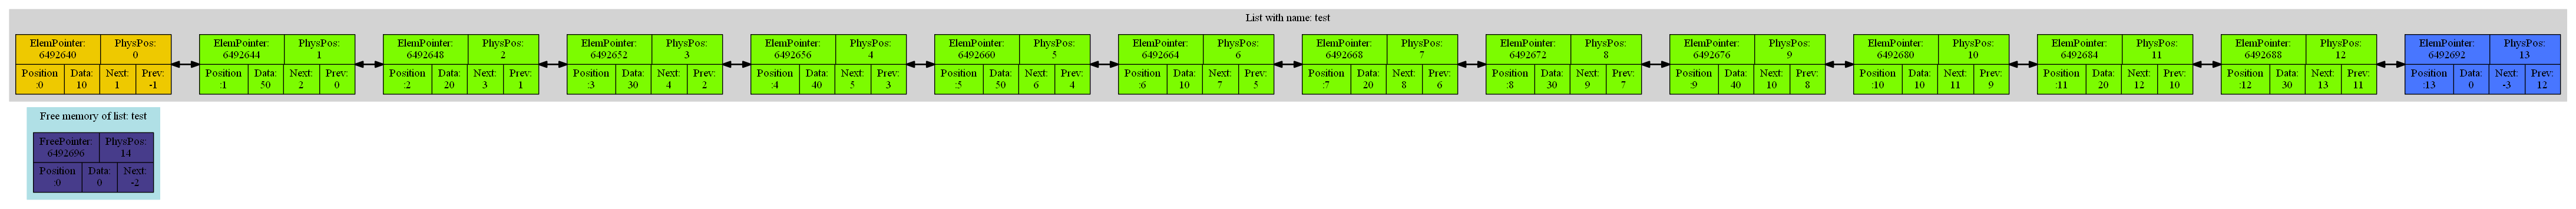 List with name: test
ElemPointer: PhysPos:
6492640 0
Position Data: Next: Prev:
:0 10 1 -1
ElemPointer: PhysPos:
6492644 1
Position Data: Next: Prev:
:1 50 2 0
ElemPointer: PhysPos:
6492648 2
Position Data: Next: Prev:
:2 20 3 1
ElemPointer: PhysPos:
6492652 3
Position Data: Next: Prev:
:3 30 4 2
ElemPointer: PhysPos:
6492656 4
Position Data: Next: Prev:
:4 40 5 3
ElemPointer: PhysPos:
6492660 5
Position Data: Next: Prev:
:5 50 6 4
ElemPointer: PhysPos:
6492664 6
Position Data: Next: Prev:
:6 10 7 5
ElemPointer: PhysPos:
6492668 7
Position Data: Next: Prev:
:7 20 8 6
ElemPointer: PhysPos:
6492672 8
Position Data: Next: Prev:
:8 30 9 7
ElemPointer: PhysPos:
6492676 9
Position Data: Next: Prev:
:9 40 10 8
ElemPointer: PhysPos:
6492680 10
Position Data: Next: Prev:
:10 10 11 9
ElemPointer: PhysPos:
6492684 11
Position Data: Next: Prev:
:11 20 12 10
ElemPointer: PhysPos:
6492688 12
Position Data: Next: Prev:
:12 30 13 11
ElemPointer: PhysPos:
6492692 13
Position Data: Next: Prev:
:13 0 -3 12
Free memory of list: test
FreePointer: PhysPos:
6492696 14
Position Data: Next:
:0 0 -2